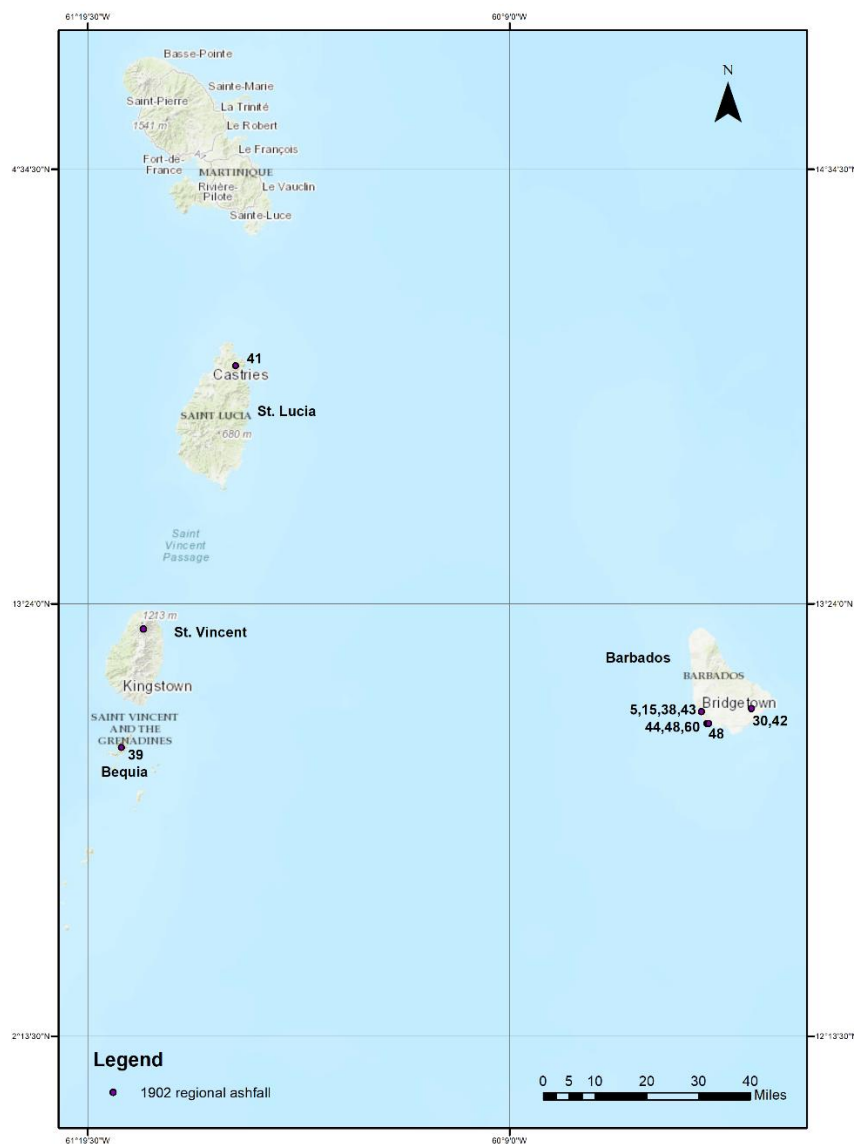 61°19'30"W
60°9'0"W
Basse-Pointe
Sainte-Marie
Saint-Pierre
La Trinité
1541 m
Le Robert
A1
Le François
Fort-de-
France
MARTINIQUE
Rivière-
Pilote
Le Vauclin
Sainte-Luce
N
4°34'30"N
14°34'30"N
41
Castries
St. Lucia
SAINT LUCIA
680 m
Saint
Vincent
Passage
13°24'0"N
13°24'0"N
1213 m
St. Vincent
Kingstown
SAINT VINCENT
AND THE
GRENADINES
39
Bequia
Barbados
BARBADOS
Bridgetown
5,15,38,43
30,42
44,48,60
48
2°13'30"N
12°13'30"N
Legend
1902 regional ashfall
0 5 10 20 30 40
Miles
61°19'30"W
60°9'0"W